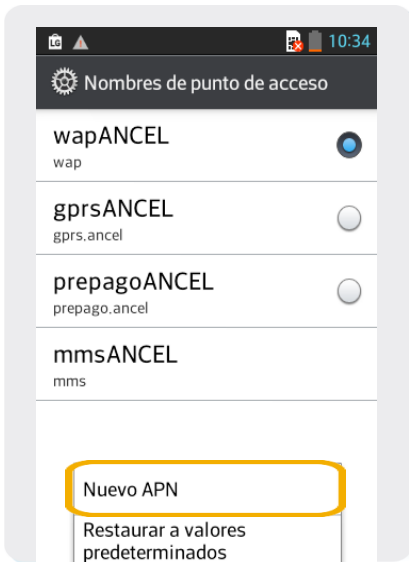 LG
10:34
Nombres de punto de acceso
wapANCEL
wap
gprsANCEL
gprs.ancel
prepagoANCEL
prepago.ancel
mmsANCEL
mms
Nuevo APN
Restaurar a valores
predeterminados